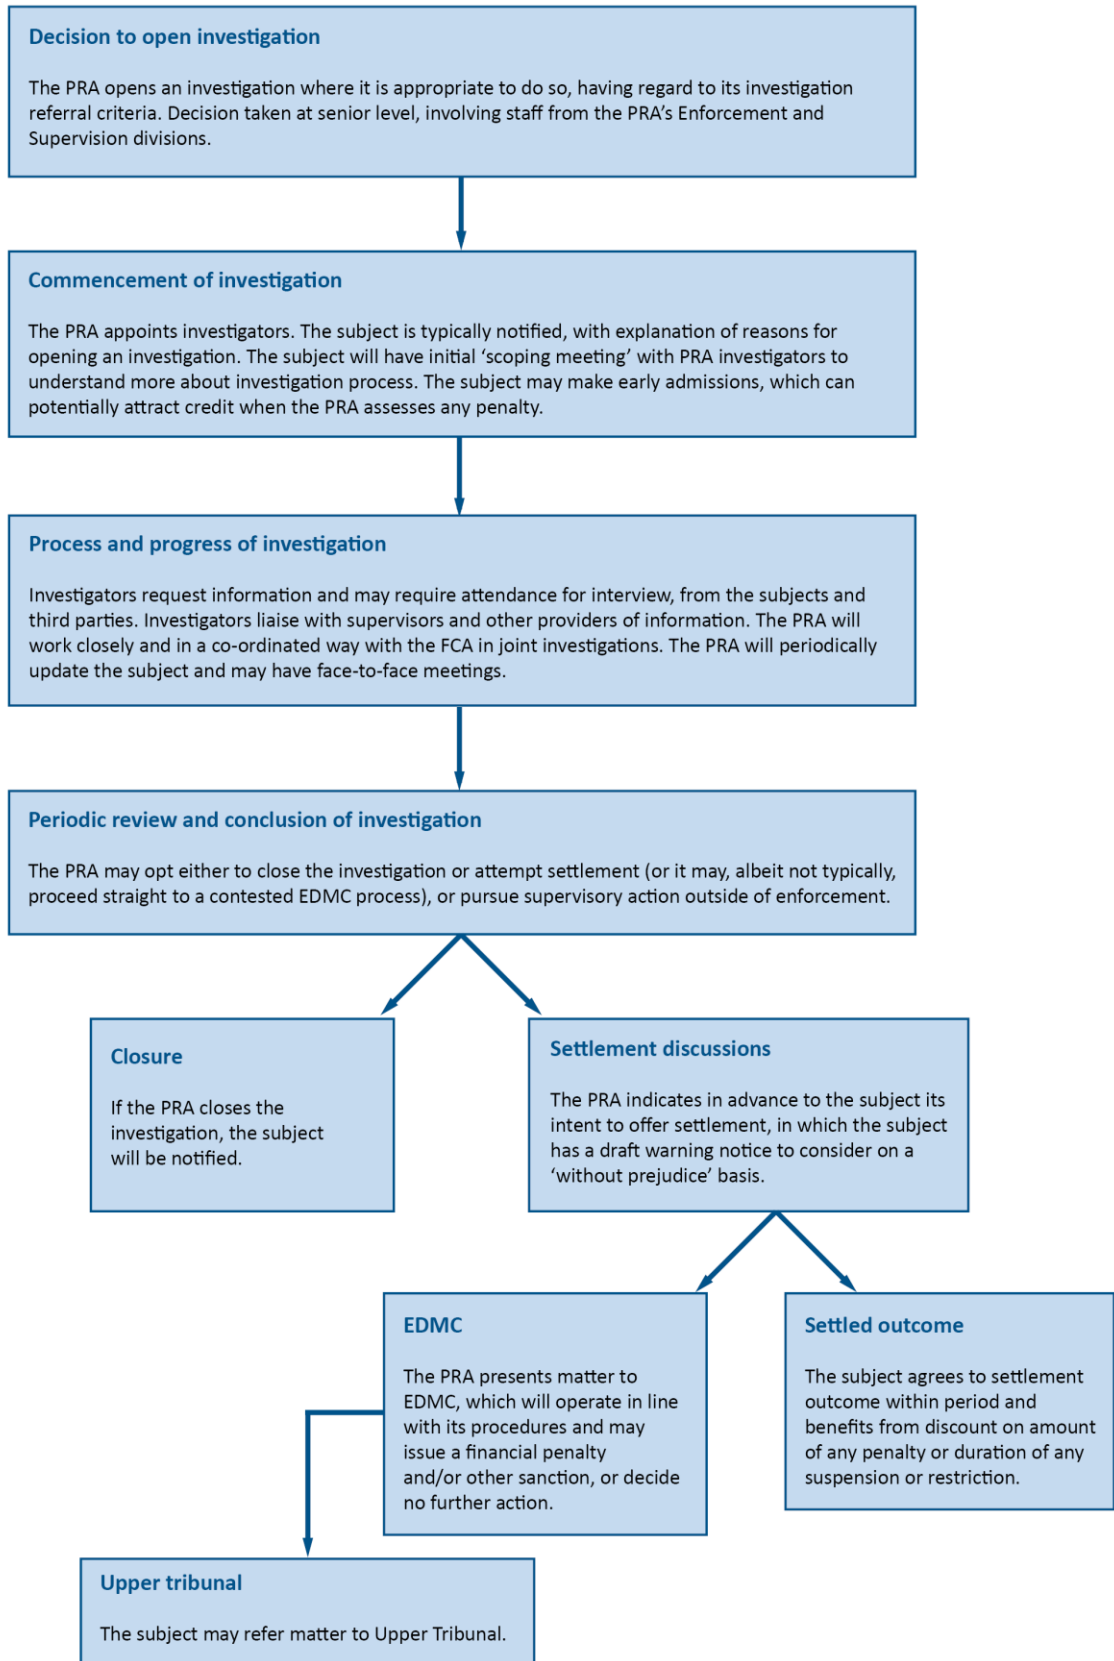 Decision to open investigation
The PRA opens an investigation where it is appropriate to do so, having regard to its investigation
referral criteria. Decision taken at senior level, involving staff from the PRA's Enforcement and
Supervision divisions.
Commencement of investigation
The PRA appoints investigators. The subject is typically notified, with explanation of reasons for
opening an investigation. The subject will have initial ‘scoping meeting’ with PRA investigators to
understand more about investigation process. The subject may make early admissions, which can
potentially attract credit when the PRA assesses any penalty.
Process and progress of investigation
Investigators request information and may require attendance for interview, from the subjects and
third parties. Investigators liaise with supervisors and other providers of information. The PRA will
work closely and in a co-ordinated way with the FCA in joint investigations. The PRA will periodically
update the subject and may have face-to-face meetings.
Periodic review and conclusion of investigation
The PRA may opt either to close the investigation or attempt settlement (or it may, albeit not typically,
proceed straight to a contested EDMC process), or pursue supervisory action outside of enforcement.
Closure
If the PRA closes the
investigation, the subject
will be notified.
Settlement discussions
The PRA indicates in advance to the subject its
intent to offer settlement, in which the subject
has a draft warning notice to consider on a
‘without prejudice’ basis.
EDMC
The PRA presents matter to
EDMC, which will operate in line
with its procedures and may
issue a financial penalty
and/or other sanction, or decide
no further action.
Settled outcome
The subject agrees to settlement
outcome within period and
benefits from discount on amount
of any penalty or duration of any
suspension or restriction.
Upper tribunal
The subject may refer matter to Upper Tribunal.